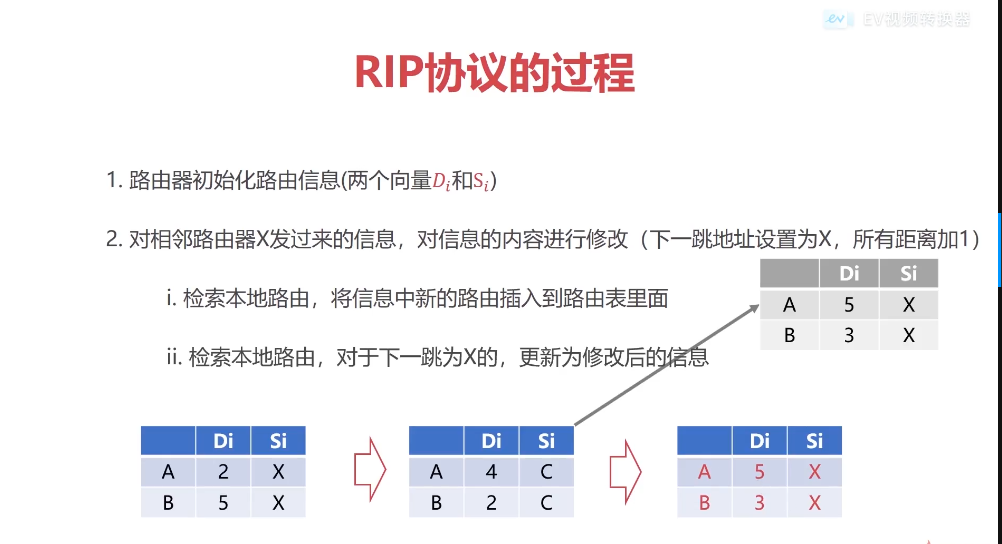 EV视频转换器
RIP协议的过程
1. 路由器初始化路由信息(两个向量Di和Si)
2. 对相邻路由器X发过来的信息，对信息的内容进行修改（下一跳地址设置为X，所有距离加1）
Di Si
A 5 X
B 3 X
i. 检索本地路由，将信息中新的路由插入到路由表里面
ii. 检索本地路由，对于下一跳为X的，更新为修改后的信息
Di Si
A 2 X
B 5 X
Di Si
A 4 C
B 2 C
Di Si
A 5 X
B 3 X